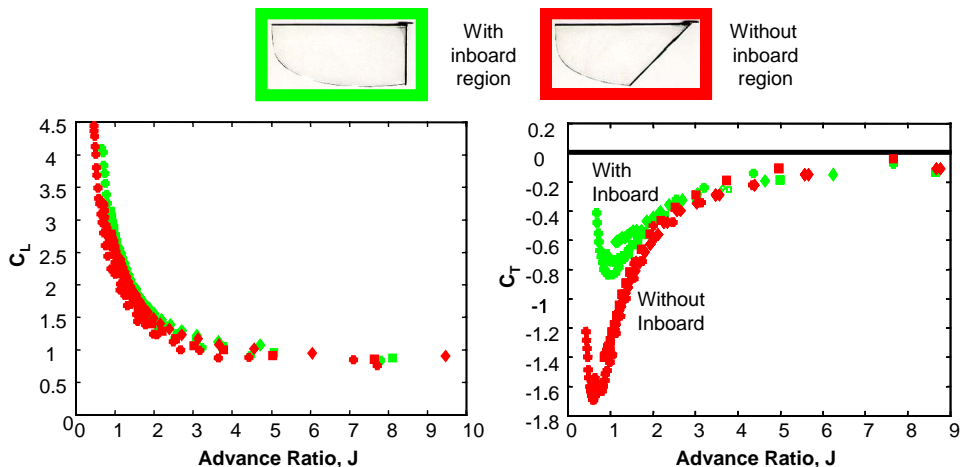 With
inboard
region
Without
inboard
region
4.5
4
3.5
3
2.5
2
1.5
1
0.5
0
C_L
0 1 2 3 4 5 6 7 8 9 10
Advance Ratio, J
0.2
0
-0.2
-0.4
-0.6
-0.8
-1
-1.2
-1.4
-1.6
-1.8
C_T
With
Inboard
Without
Inboard
0 1 2 3 4 5 6 7 8 9
Advance Ratio, J